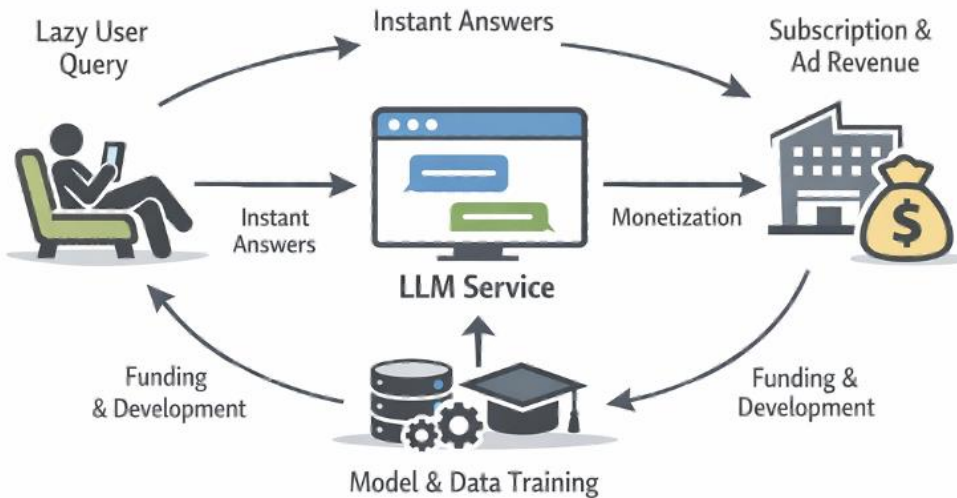 Lazy User
Query
Instant Answers
Subscription &
Ad Revenue
Instant
Answers
Monetization
$
LLM Service
Funding
& Development
Funding &
Development
Model & Data Training